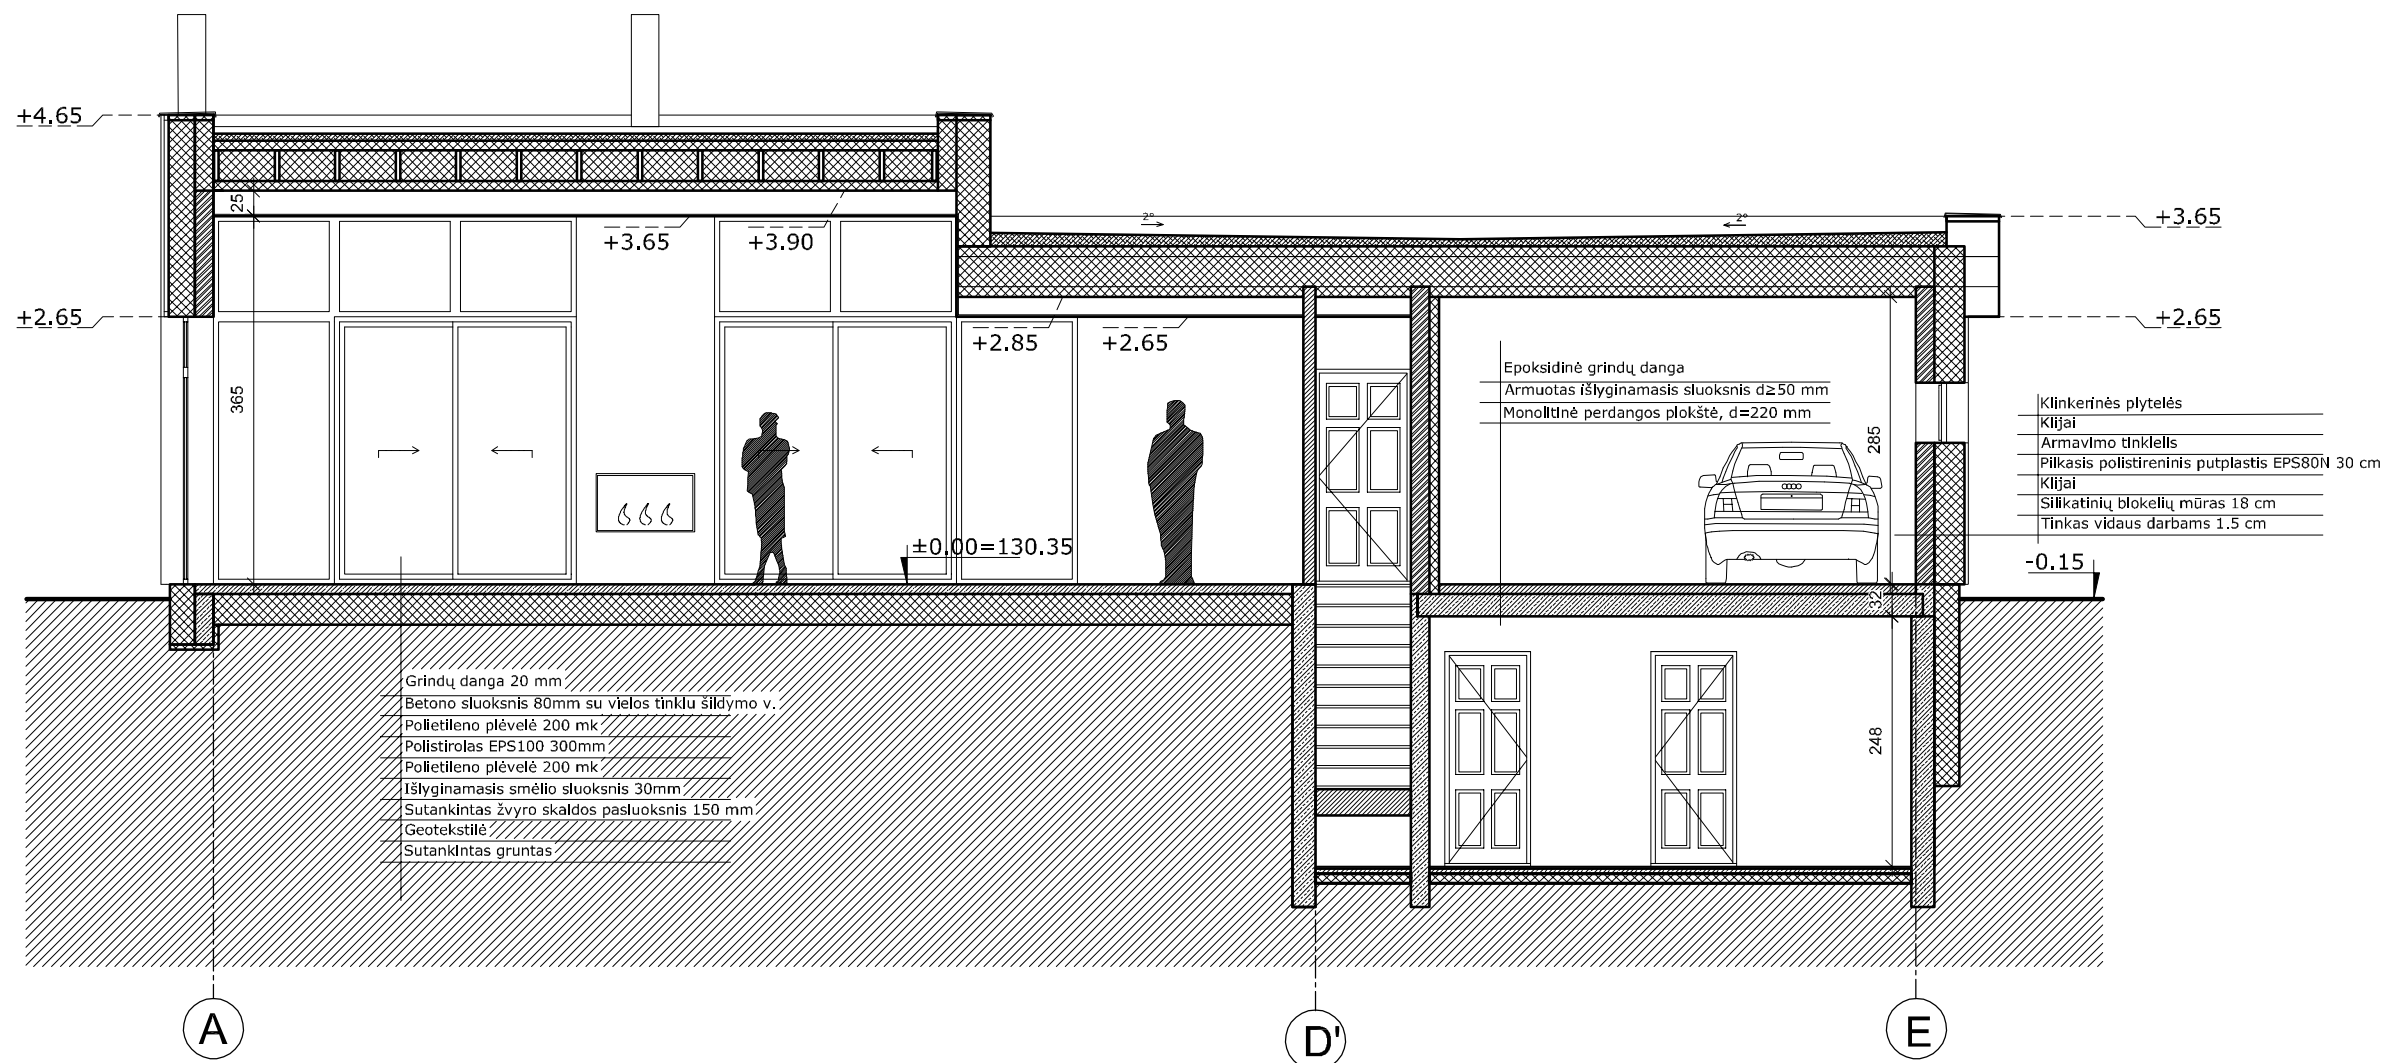 +4.65
25
+3.65
+3.90
2°
2°
+3.65
+2.65
+2.85
+2.65
+2.65
365
Epoksidinė grindų danga
Armuotas išlyginamasis sluoksnis d≥50 mm
Monolitinė perdangos plokštė, d=220 mm
285
Klinkerinės plytelės
Klijai
Armavimo tinklelis
Pilkasis polistireninis putplastis EPS80N 30 cm
Klijai
Silikatinių blokelių mūras 18 cm
Tinkas vidaus darbams 1.5 cm
±0.00=130.35
-0.15
32
Grindų danga 20 mm
Betono sluoksnis 80mm su vielos tinklu šildymo v.
Polietileno plėvelė 200 mk
Polistirolas EPS100 300mm
Polietileno plėvelė 200 mk
Išlyginamasis smėlio sluoksnis 30mm
Sutankintas žvyro skaldos pasluoksnis 150 mm
Geotekstilė
Sutankintas gruntas
248
A
D'
E